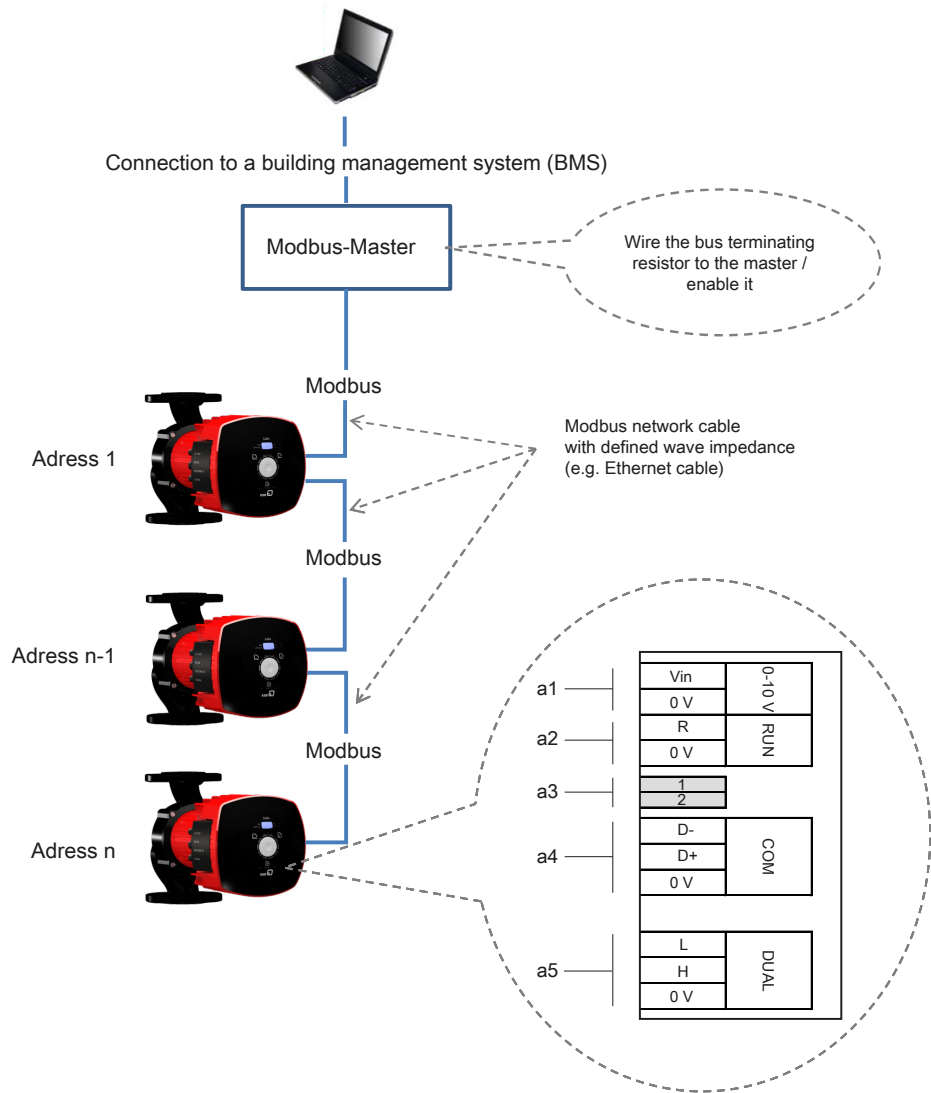 Connection to a building management system (BMS)
Modbus-Master
Wire the bus terminating
resistor to the master /
enable it
Modbus
Adress 1
Modbus network cable
with defined wave impedance
(e.g. Ethernet cable)
Modbus
Adress n-1
Modbus
Adress n
a1
Vin
0 V
0-10 V
a2
R
0 V
RUN
a3
1
2
a4
D-
D+
0 V
COM
a5
L
H
0 V
DUAL